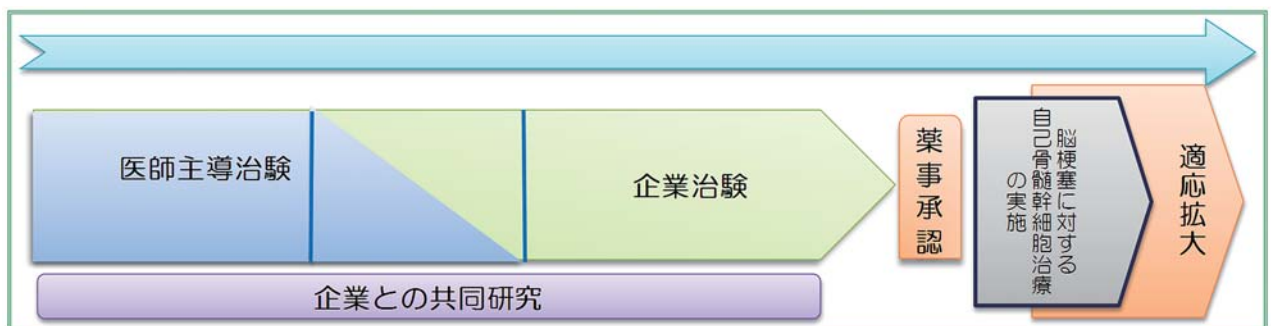 医師主導治験
企業治験
企業との共同研究
薬事承認
脳梗塞に対する
自己骨髄幹細胞治療
の実施
適応拡大